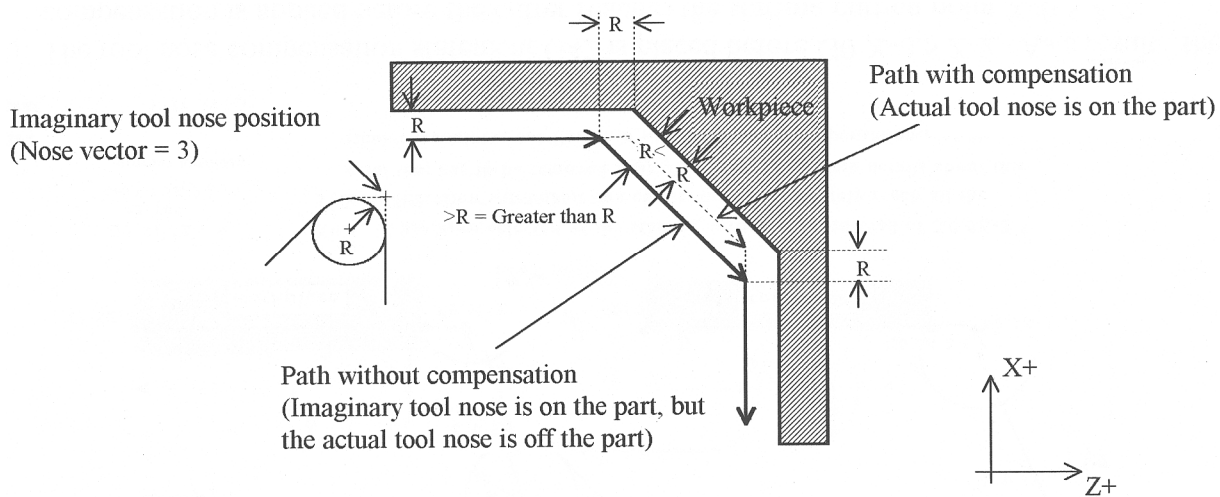 R
Path with compensation
(Actual tool nose is on the part)
Workpiece
Imaginary tool nose position
(Nose vector = 3)
R
R<
R
>R = Greater than R
R
R
Path without compensation
(Imaginary tool nose is on the part, but
the actual tool nose is off the part)
X+
Z+